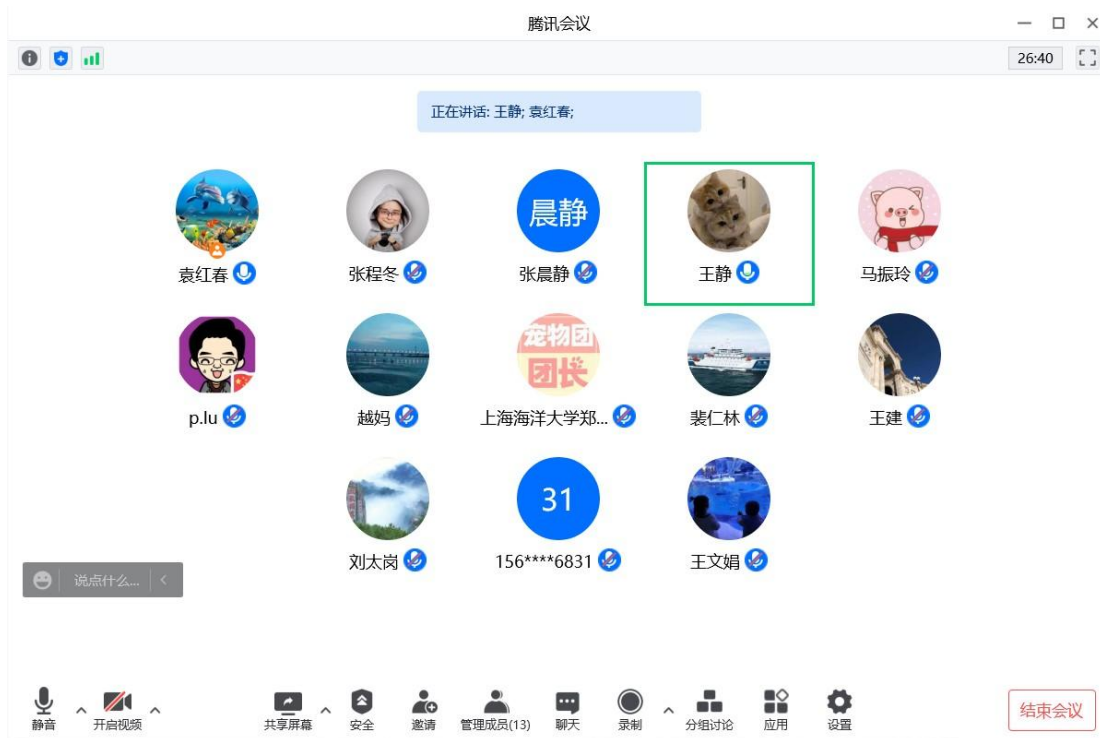 腾讯会议
26:40
正在讲话: 王静; 袁红春;
晨静
袁红春
张程冬
张晨静
王静
马振玲
宠物团
团长
p.lu
越妈
上海海洋大学郑...
裴仁林
王建
31
刘太岗
156****6831
王文娟
说点什么...
静音
开启视频
共享屏幕
安全
邀请
管理成员(13)
聊天
录制
分组讨论
应用
设置
结束会议